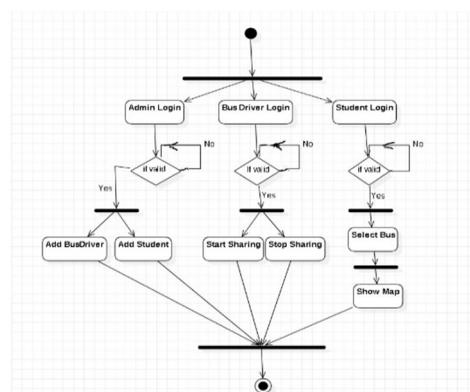 Admin Login
Bus Driver Login
Student Login
No
No
No
if valid
if valid
if valid
Yes
Yes
Yes
Add BusDriver
Add Student
Start Sharing
Stop Sharing
Select Bus
Show Map